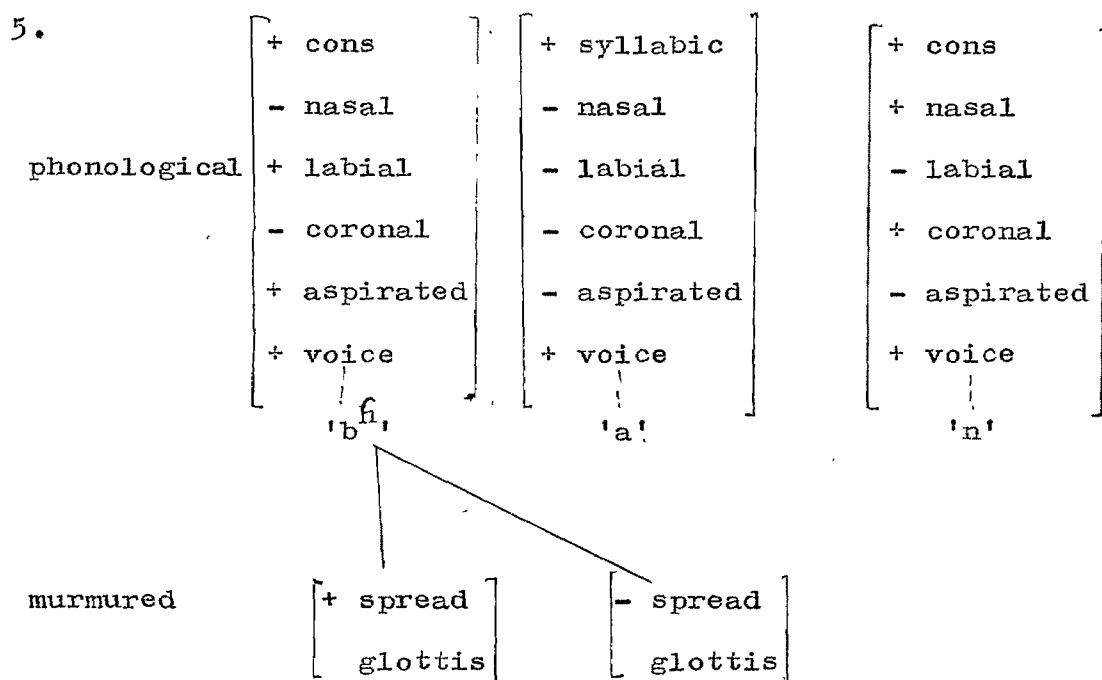 5.
+ cons + syllabic + cons
- nasal - nasal + nasal
phonological + labial - labial - labial
- coronal - coronal + coronal
+ aspirated - aspirated - aspirated
+ voice + voice + voice
'bʱ' 'a' 'n'
murmured + spread - spread
glottis glottis